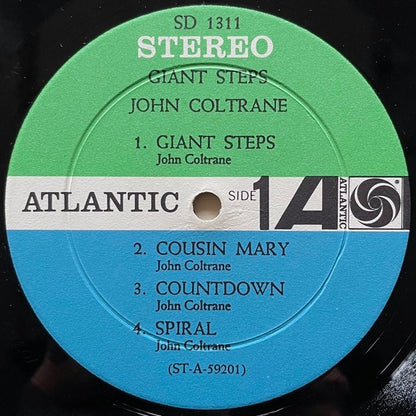 SD 1311
STEREO
GIANT STEPS
JOHN COLTRANE
1. GIANT STEPS
John Coltrane
ATLANTIC SIDE 1 A ATLANTIC
2. COUSIN MARY
John Coltrane
3. COUNTDOWN
John Coltrane
4. SPIRAL
John Coltrane
(ST-A-59201)